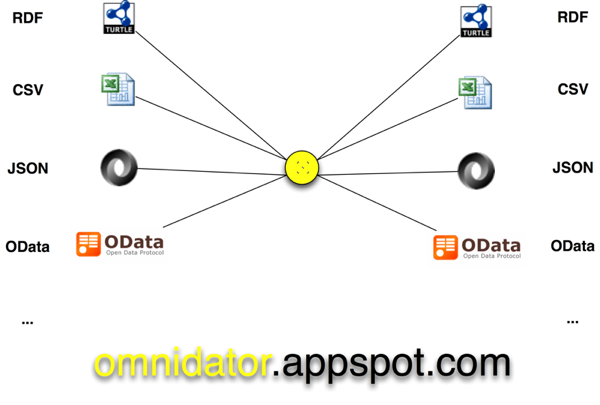 RDF TURTLE TURTLE RDF
CSV CSV
JSON JSON
OData OData Open Data Protocol OData Open Data Protocol OData
... ...
omnidator.appspot.com